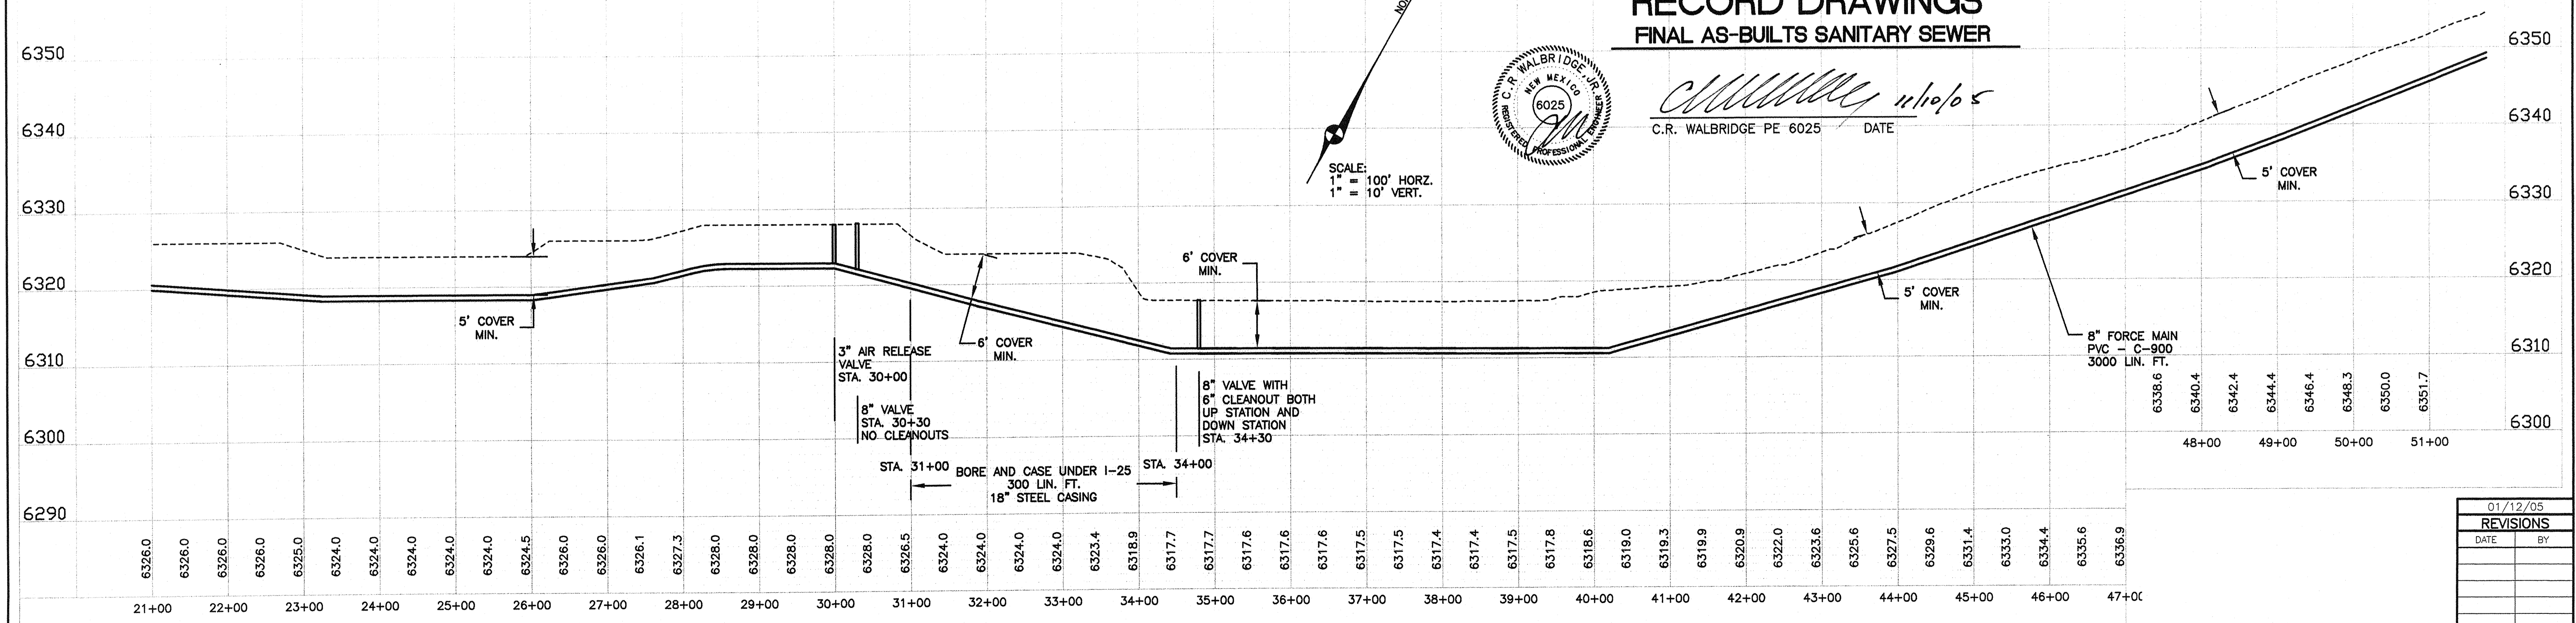 RECORD DRAWINGS
FINAL AS-BUILTS SANITARY SEWER
C.R. WALBRIDGE, JR.
NEW MEXICO
6025
REGISTERED PROFESSIONAL ENGINEER
11/10/05
C.R. WALBRIDGE PE 6025 DATE
SCALE:
1" = 100' HORZ.
1" = 10' VERT.
6350
6340
6330
6320
6310
6300
6290
6350
6340
6330
6320
6310
6300
5' COVER
MIN.
3" AIR RELEASE
VALVE
STA. 30+00
8" VALVE
STA. 30+30
NO CLEANOUTS
6' COVER
MIN.
6' COVER
MIN.
8" VALVE WITH
6" CLEANOUT BOTH
UP STATION AND
DOWN STATION
STA. 34+30
STA. 31+00
BORE AND CASE UNDER I-25
300 LIN. FT.
18" STEEL CASING
STA. 34+00
5' COVER
MIN.
5' COVER
MIN.
8" FORCE MAIN
PVC - C-900
3000 LIN. FT.
6338.6 6340.4 6342.4 6344.4 6346.4 6348.3 6350.0 6351.7
48+00 49+00 50+00 51+00
6326.0 6326.0 6326.0 6326.0 6325.0 6324.0 6324.0 6324.0 6324.0 6324.5 6326.0 6326.0 6326.1 6327.3 6328.0 6328.0 6328.0 6328.0 6328.0 6326.5 6324.0 6324.0 6324.0 6324.0 6323.4 6318.9 6317.7 6317.7 6317.6 6317.6 6317.6 6317.5 6317.5 6317.4 6317.4 6317.5 6317.8 6318.6 6319.0 6319.3 6319.9 6320.9 6322.0 6323.6 6325.6 6327.5 6329.6 6331.4 6333.0 6334.4 6335.6 6336.9
21+00 22+00 23+00 24+00 25+00 26+00 27+00 28+00 29+00 30+00 31+00 32+00 33+00 34+00 35+00 36+00 37+00 38+00 39+00 40+00 41+00 42+00 43+00 44+00 45+00 46+00 47+00
01/12/05
REVISIONS
DATE BY